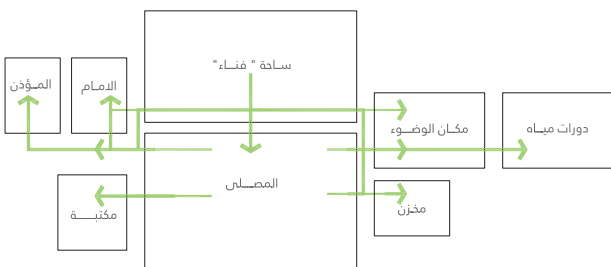 ساحة " فناء"
دورات مياه
مكان الوضوء
الامام
المؤذن
المصلى
مخزن
مكتبة